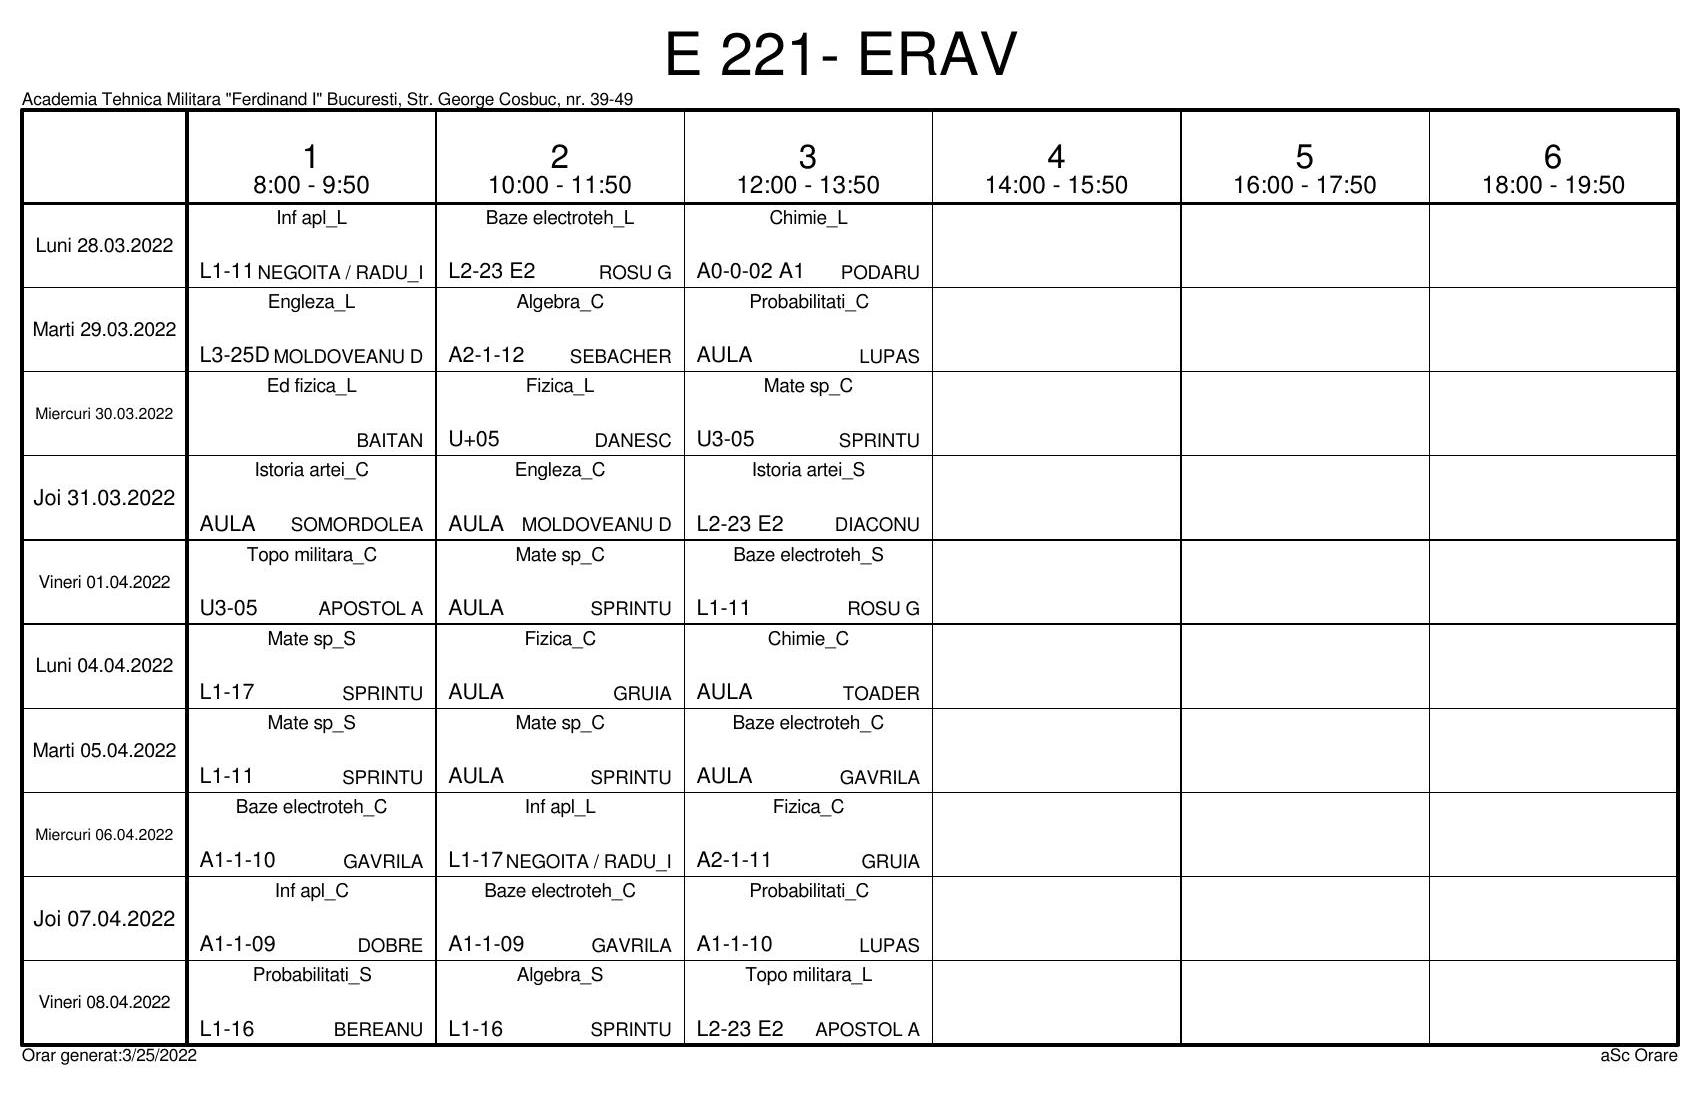 E 221- ERAV
Academia Tehnica Militara "Ferdinand I" Bucuresti, Str. George Cosbuc, nr. 39-49
1 2 3 4 5 6
8:00 - 9:50 10:00 - 11:50 12:00 - 13:50 14:00 - 15:50 16:00 - 17:50 18:00 - 19:50
Inf apl_L Baze electroteh_L Chimie_L
Luni 28.03.2022
L1-11 NEGOITA / RADU_I L2-23 E2 ROSU G A0-0-02 A1 PODARU
Engleza_L Algebra_C Probabilitati_C
Marti 29.03.2022
L3-25D MOLDOVEANU D A2-1-12 SEBACHER AULA LUPAS
Ed fizica_L Fizica_L Mate sp_C
Miercuri 30.03.2022
BAITAN U+05 DANESC U3-05 SPRINTU
Istoria artei_C Engleza_C Istoria artei_S
Joi 31.03.2022
AULA SOMORDOLEA AULA MOLDOVEANU D L2-23 E2 DIACONU
Topo militara_C Mate sp_C Baze electroteh_S
Vineri 01.04.2022
U3-05 APOSTOL A AULA SPRINTU L1-11 ROSU G
Mate sp_S Fizica_C Chimie_C
Luni 04.04.2022
L1-17 SPRINTU AULA GRUIA AULA TOADER
Mate sp_S Mate sp_C Baze electroteh_C
Marti 05.04.2022
L1-11 SPRINTU AULA SPRINTU AULA GAVRILA
Baze electroteh_C Inf apl_L Fizica_C
Miercuri 06.04.2022
A1-1-10 GAVRILA L1-17 NEGOITA / RADU_I A2-1-11 GRUIA
Inf apl_C Baze electroteh_C Probabilitati_C
Joi 07.04.2022
A1-1-09 DOBRE A1-1-09 GAVRILA A1-1-10 LUPAS
Probabilitati_S Algebra_S Topo militara_L
Vineri 08.04.2022
L1-16 BEREANU L1-16 SPRINTU L2-23 E2 APOSTOL A
Orar generat:3/25/2022 aSc Orare